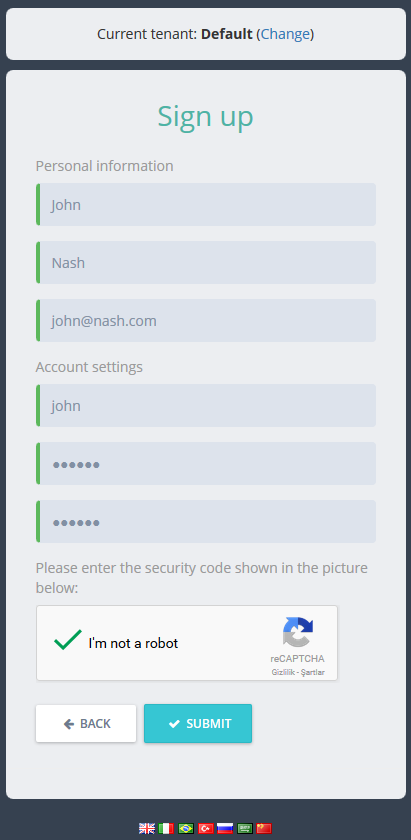 Current tenant: Default (Change)
Sign up
Personal information
John
Nash
john@nash.com
Account settings
john
●●●●●●
●●●●●●
Please enter the security code shown in the picture
below:
I'm not a robot
reCAPTCHA
Gizlilik - Şartlar
BACK
SUBMIT